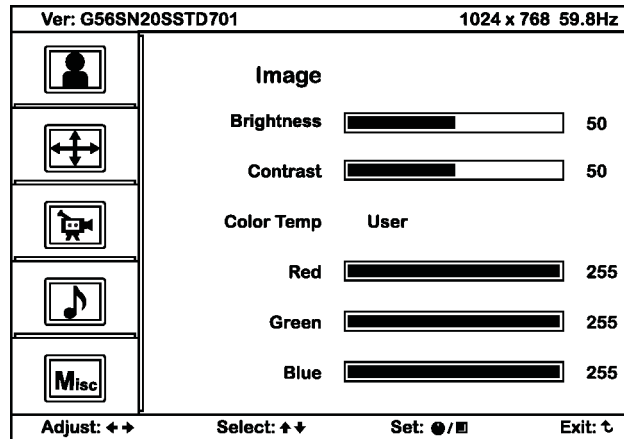 Ver: G56SN20SSTD701 1024 x 768 59.8Hz
Image
Brightness 50
Contrast 50
Color Temp User
Red 255
Green 255
Blue 255
Misc
Adjust: ←→ Select: ↑↓ Set: / Exit: ↻